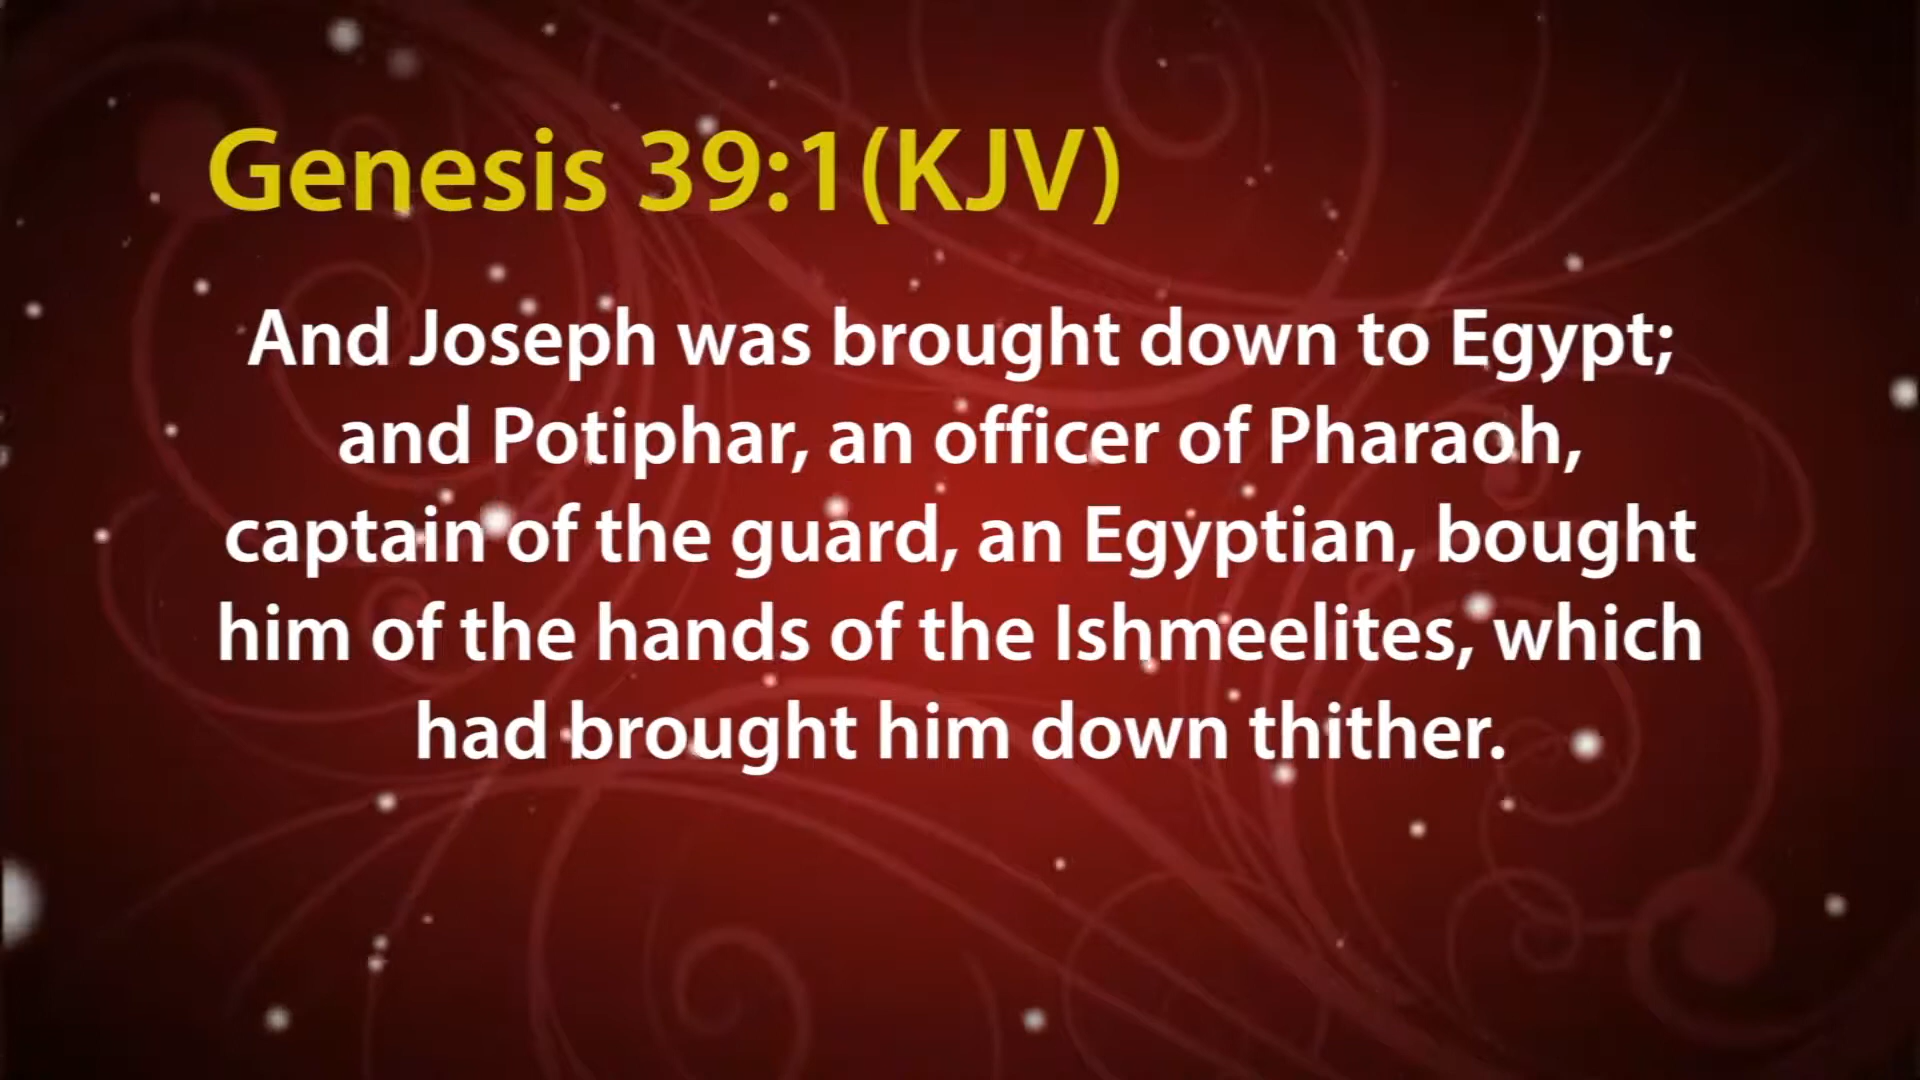 Genesis 39:1(KJV)
And Joseph was brought down to Egypt;
and Potiphar, an officer of Pharaoh,
captain of the guard, an Egyptian, bought
him of the hands of the Ishmeelites, which
had brought him down thither.